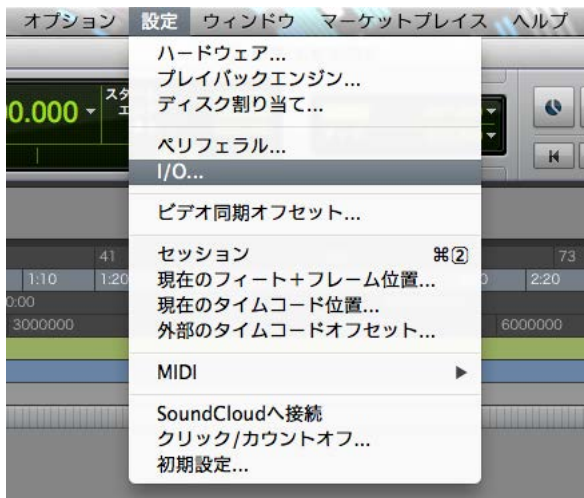 オプション 設定 ウィンドウ マーケットプレイス ヘルプ
ハードウェア...
プレイバックエンジン...
ディスク割り当て...
0.000
スタ
エ
ペリフェラル...
I/O...
ビデオ同期オフセット...
セッション ⌘2
現在のフィート＋フレーム位置...
現在のタイムコード位置...
外部のタイムコードオフセット...
41 73
1:10 1:20 2:20
0:00
3000000 6000000
MIDI ▶
SoundCloudへ接続
クリック/カウントオフ...
初期設定...